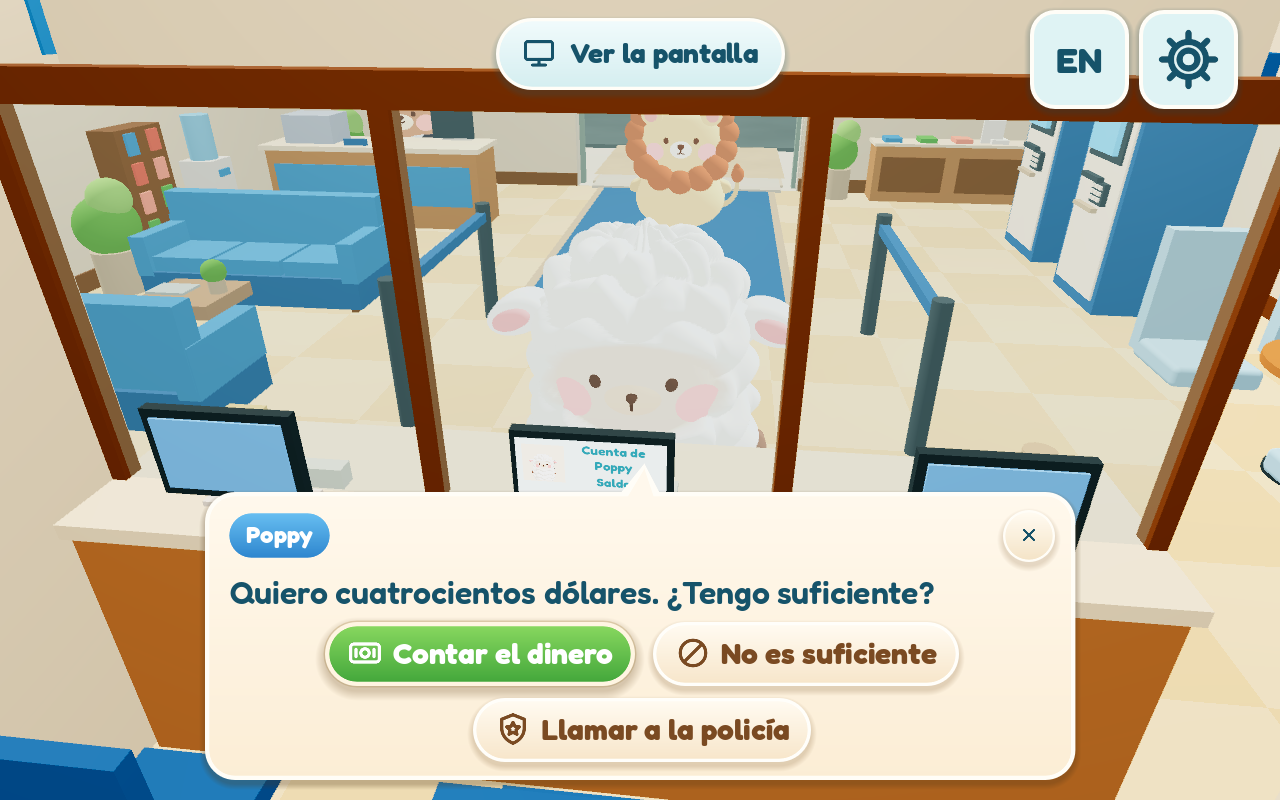 Ver la pantalla
EN
Cuenta de
Poppy
Saldo
Poppy
Quiero cuatrocientos dólares. ¿Tengo suficiente?
Contar el dinero
No es suficiente
Llamar a la policía